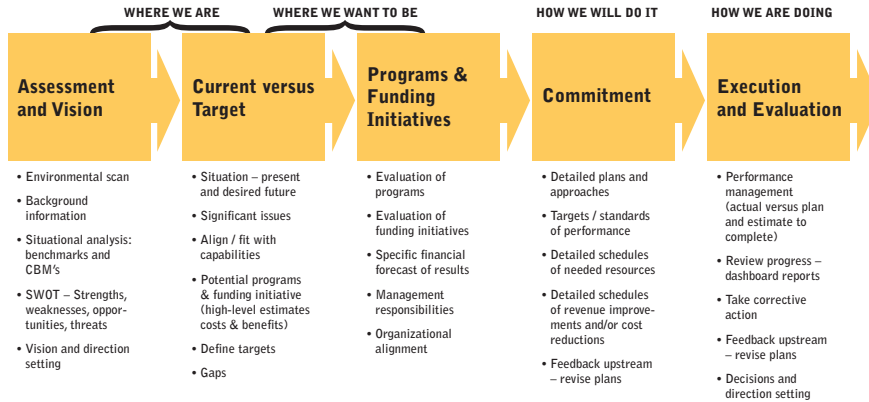 WHERE WE ARE
WHERE WE WANT TO BE
HOW WE WILL DO IT
HOW WE ARE DOING
Assessment
and Vision
Current versus
Target
Programs &
Funding
Initiatives
Commitment
Execution
and Evaluation
• Environmental scan
• Background
information
• Situational analysis:
benchmarks and
CBM's
• SWOT – Strengths,
weaknesses, oppor-
tunities, threats
• Vision and direction
setting
• Situation – present
and desired future
• Significant issues
• Align / fit with
capabilities
• Potential programs
& funding initiative
(high-level estimates
costs & benefits)
• Define targets
• Gaps
• Evaluation of
programs
• Evaluation of
funding initiatives
• Specific financial
forecast of results
• Management
responsibilities
• Organizational
alignment
• Detailed plans and
approaches
• Targets / standards
of performance
• Detailed schedules
of needed resources
• Detailed schedules
of revenue improve-
ments and/or cost
reductions
• Feedback upstream
– revise plans
• Performance
management
(actual versus plan
and estimate to
complete)
• Review progress –
dashboard reports
• Take corrective
action
• Feedback upstream
– revise plans
• Decisions and
direction setting